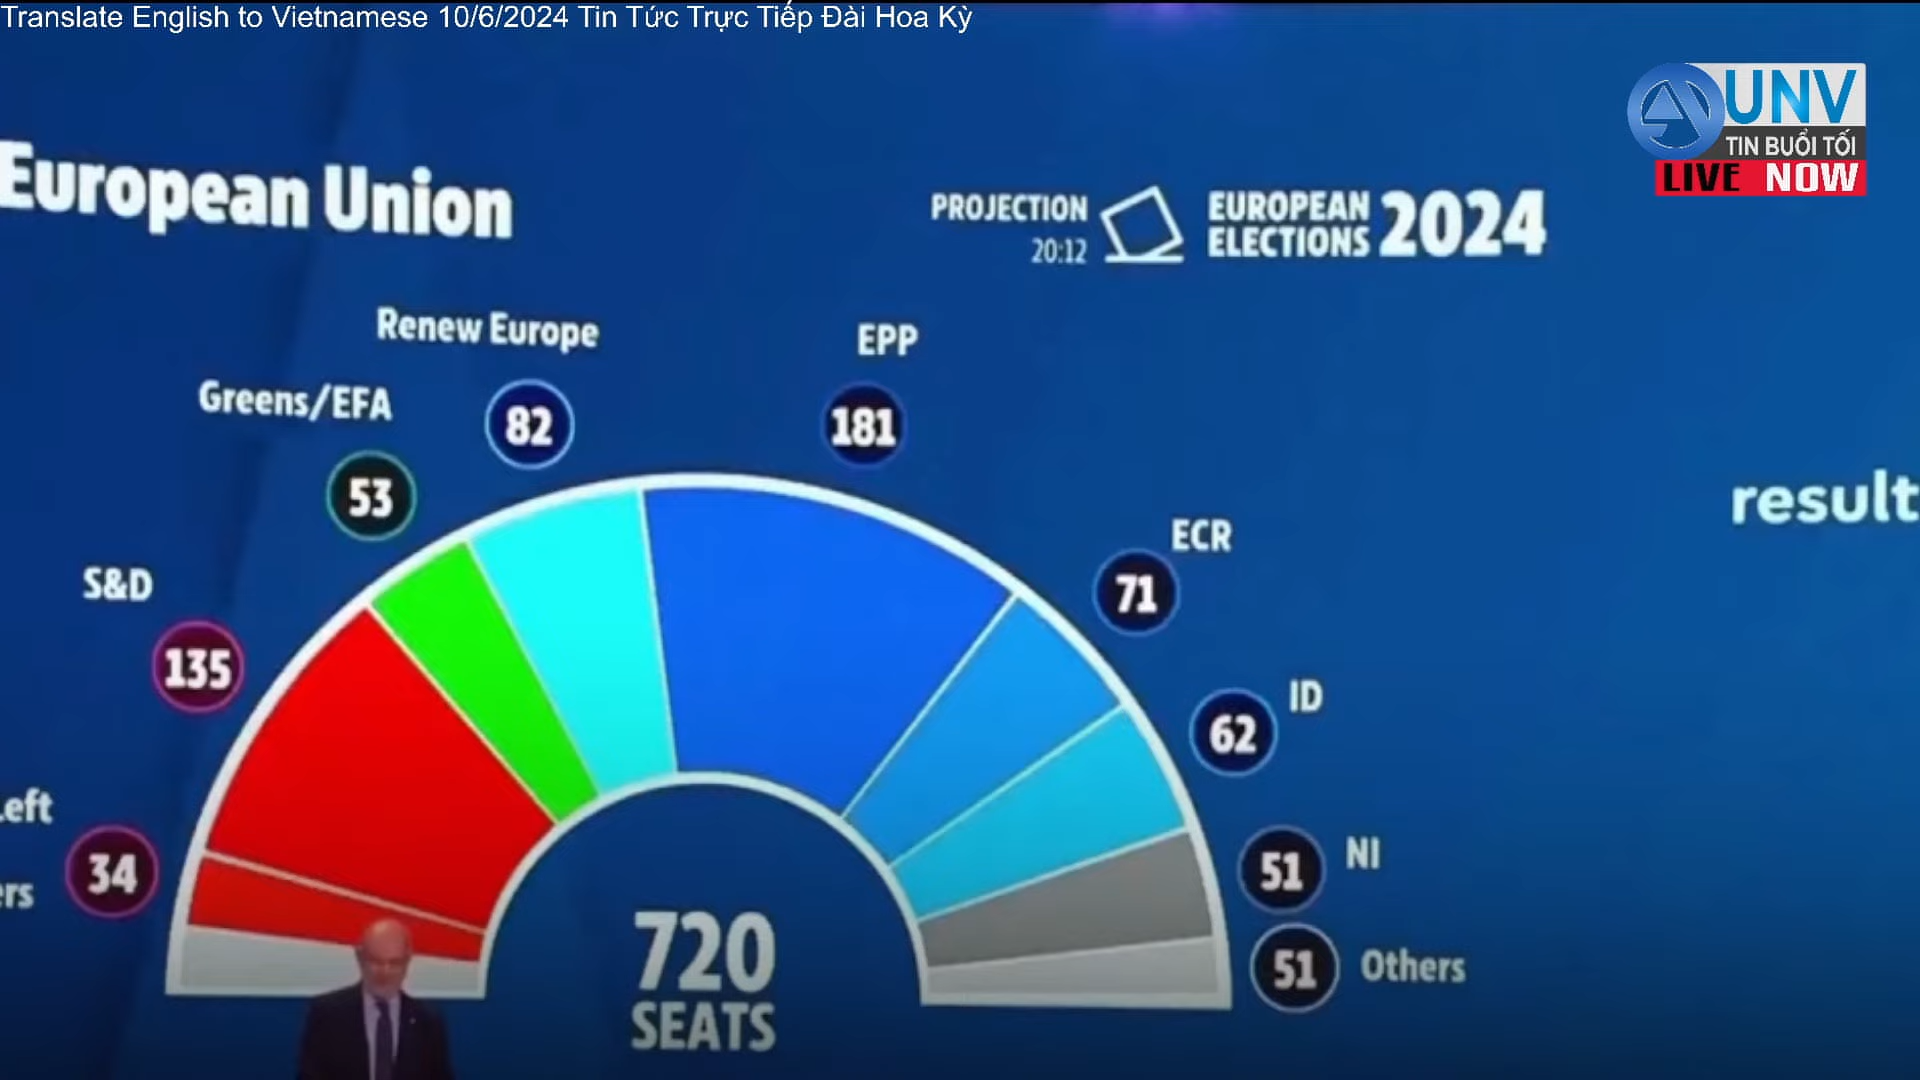 Translate English to Vietnamese 10/6/2024 Tin Tức Trực Tiếp Đài Hoa Kỳ
UNV
TIN BUỔI TỐI
LIVE NOW
European Union
PROJECTION
20:12
EUROPEAN
ELECTIONS 2024
Renew Europe
82
EPP
181
Greens/EFA
53
result
ECR
71
S&D
135
ID
62
Left
34
NI
51
Others
51
720
SEATS